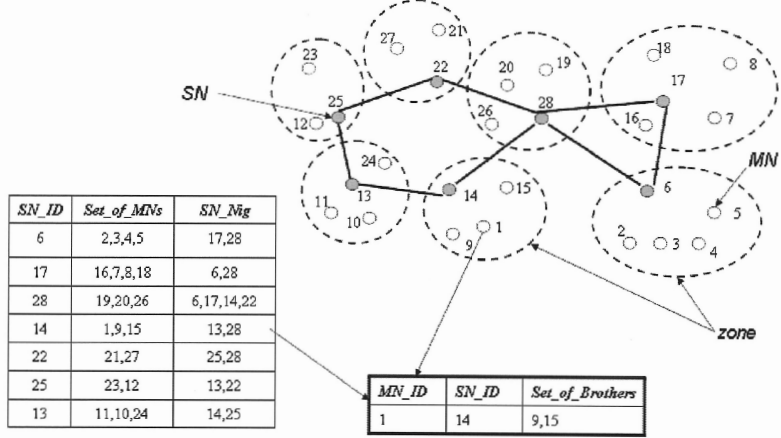 21
27
23
22
20
19
18
8
17
SN
25
28
12
26
16
7
24
MN
13
14
15
6
5
11
10
1
9
2
3
4
zone
SN_ID Set_of_MNs SN_Nig
6 2,3,4,5 17,28
17 16,7,8,18 6,28
28 19,20,26 6,17,14,22
14 1,9,15 13,28
22 21,27 25,28
25 23,12 13,22
13 11,10,24 14,25
MN_ID SN_ID Set_of_Brothers
1 14 9,15